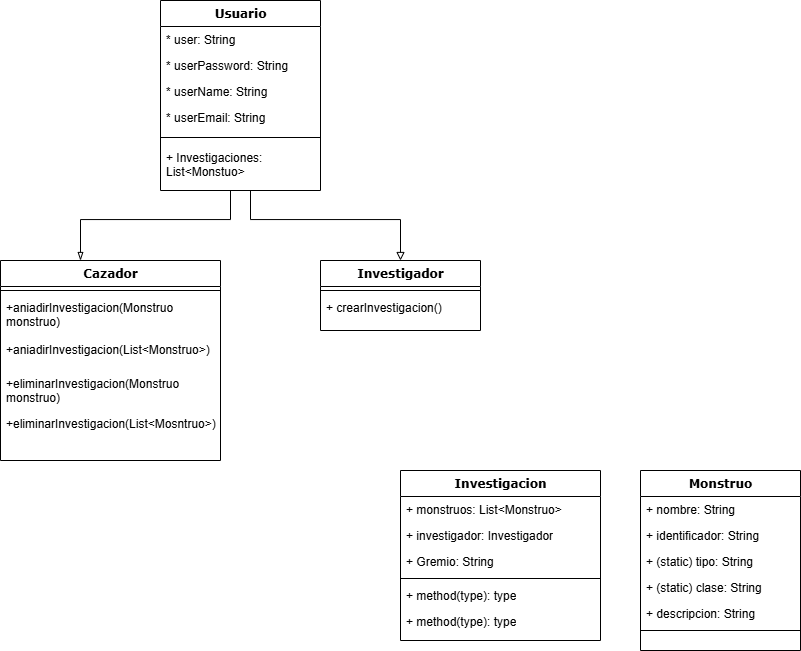 Usuario
* user: String
* userPassword: String
* userName: String
* userEmail: String
+ Investigaciones:
List<Monstuo>
Cazador
+aniadirInvestigacion(Monstruo
monstruo)
+aniadirInvestigacion(List<Monstruo>)
+eliminarInvestigacion(Monstruo
monstruo)
+eliminarInvestigacion(List<Mosntruo>)
Investigador
+ crearInvestigacion()
Investigacion
+ monstruos: List<Monstruo>
+ investigador: Investigador
+ Gremio: String
+ method(type): type
+ method(type): type
Monstruo
+ nombre: String
+ identificador: String
+ (static) tipo: String
+ (static) clase: String
+ descripcion: String